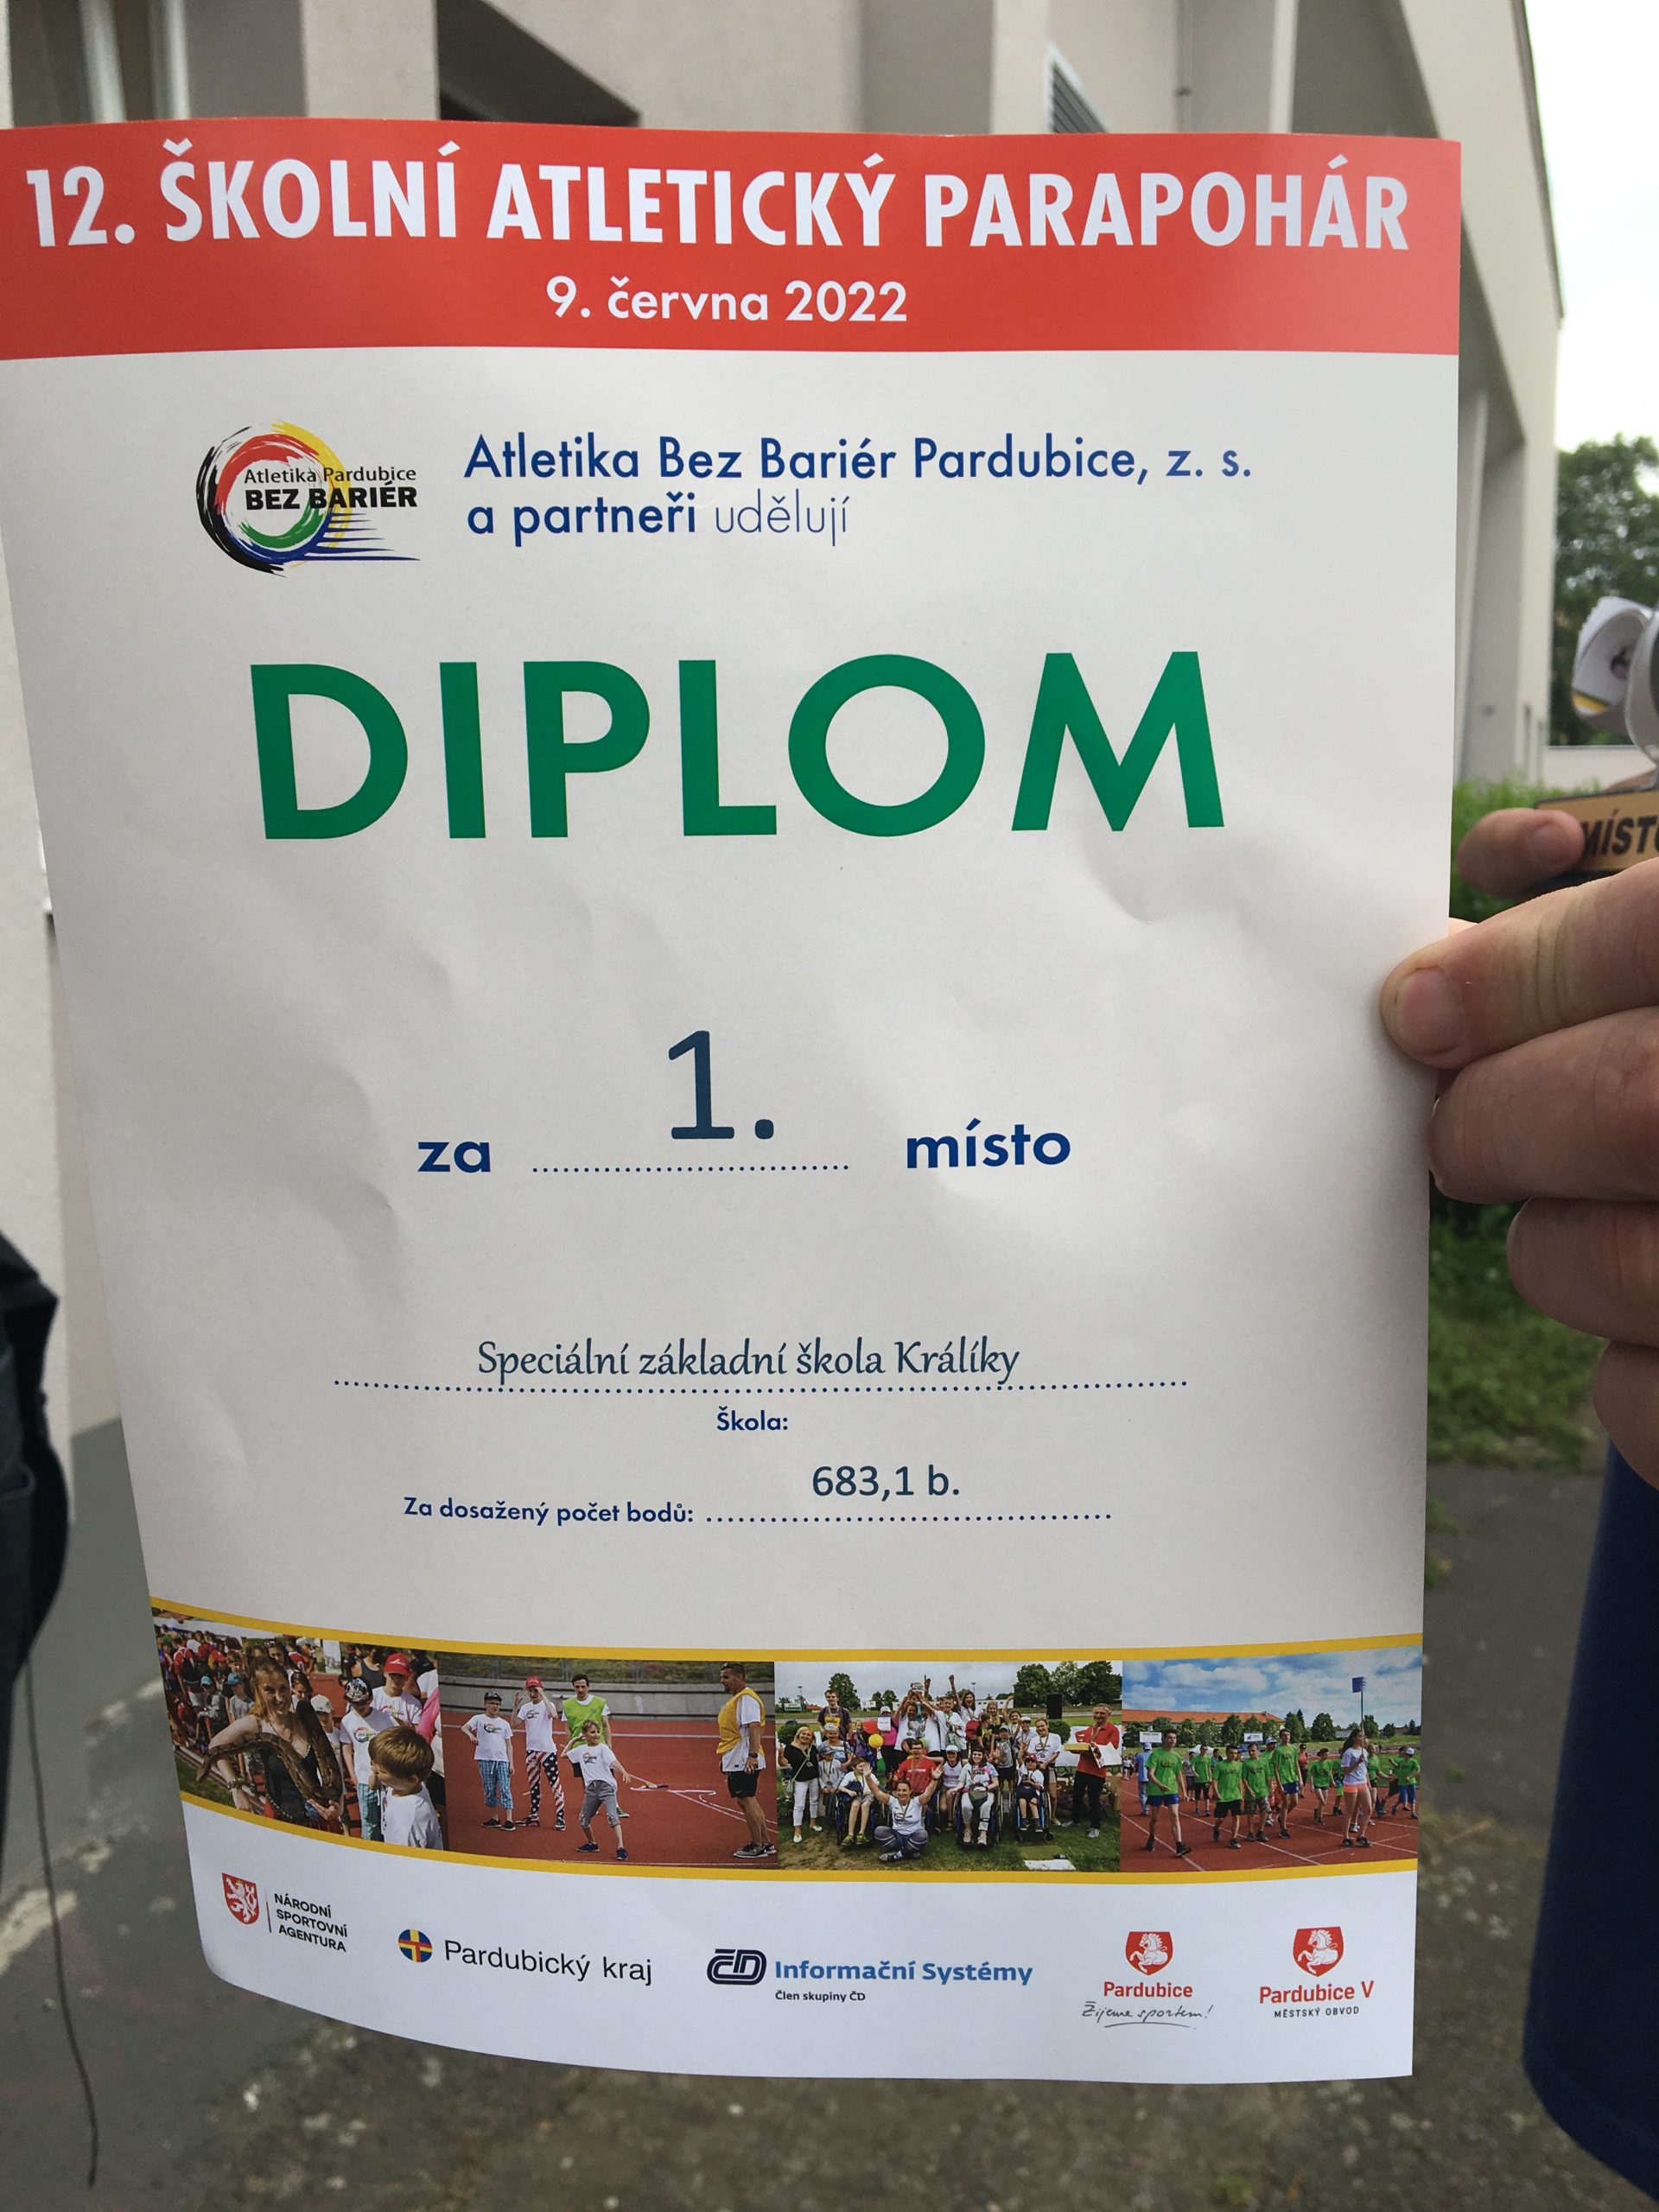 12. ŠKOLNÍ ATLETICKÝ PARAPOHÁR
9. června 2022
Atletika Pardubice
BEZ BARIÉR
Atletika Bez Bariér Pardubice, z. s.
a partneři udělují
DIPLOM
MÍSTO
za 1. místo
Speciální základní škola Králíky
Škola:
683,1 b.
Za dosažený počet bodů:
NÁRODNÍ
SPORTOVNÍ
AGENTURA
Pardubický kraj
ČD Informační Systémy
Člen skupiny ČD
Pardubice
Žijeme sportem!
Pardubice V
MĚSTSKÝ OBVOD